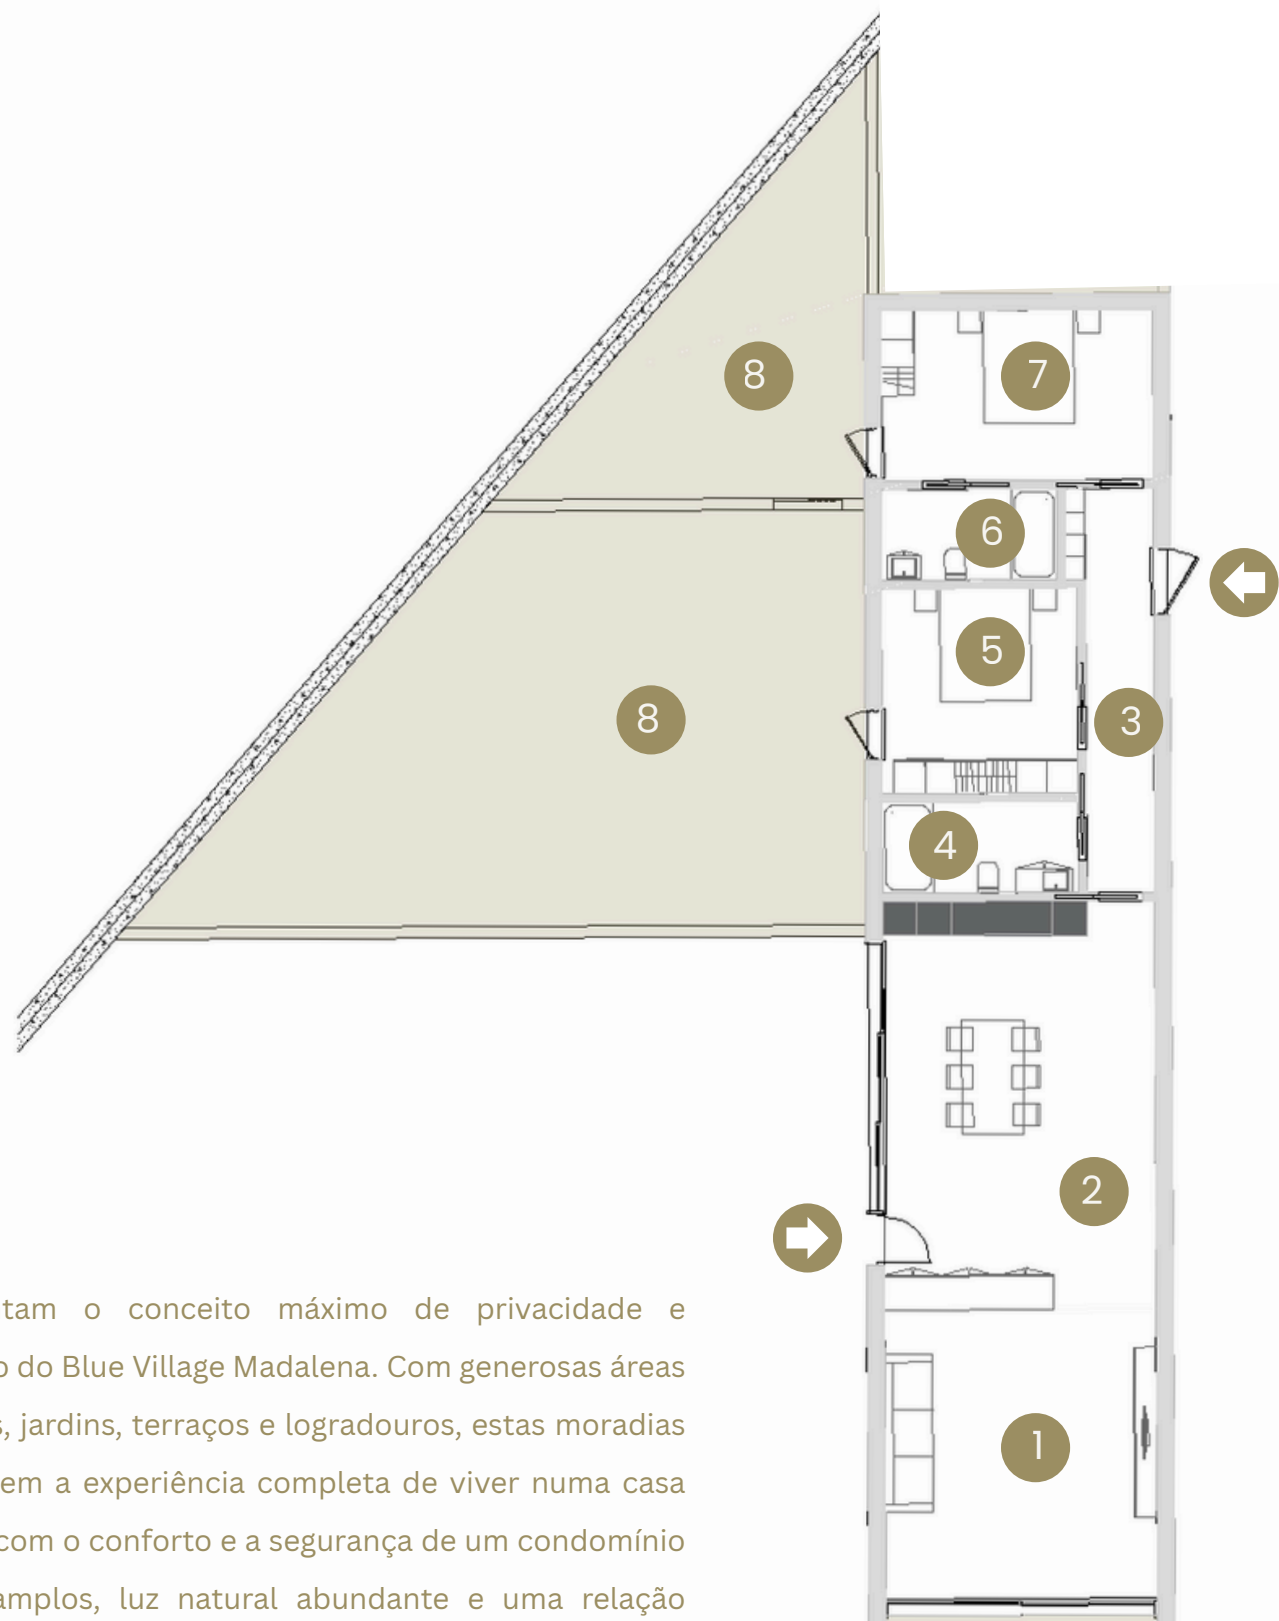 8
7
6
5
3
8
4
2
tam o conceito máximo de privacidade e
do Blue Village Madalena. Com generosas áreas
jardins, terraços e logradouros, estas moradias
em a experiência completa de viver numa casa
1
com o conforto e a segurança de um condomínio
amplos, luz natural abundante e uma relação